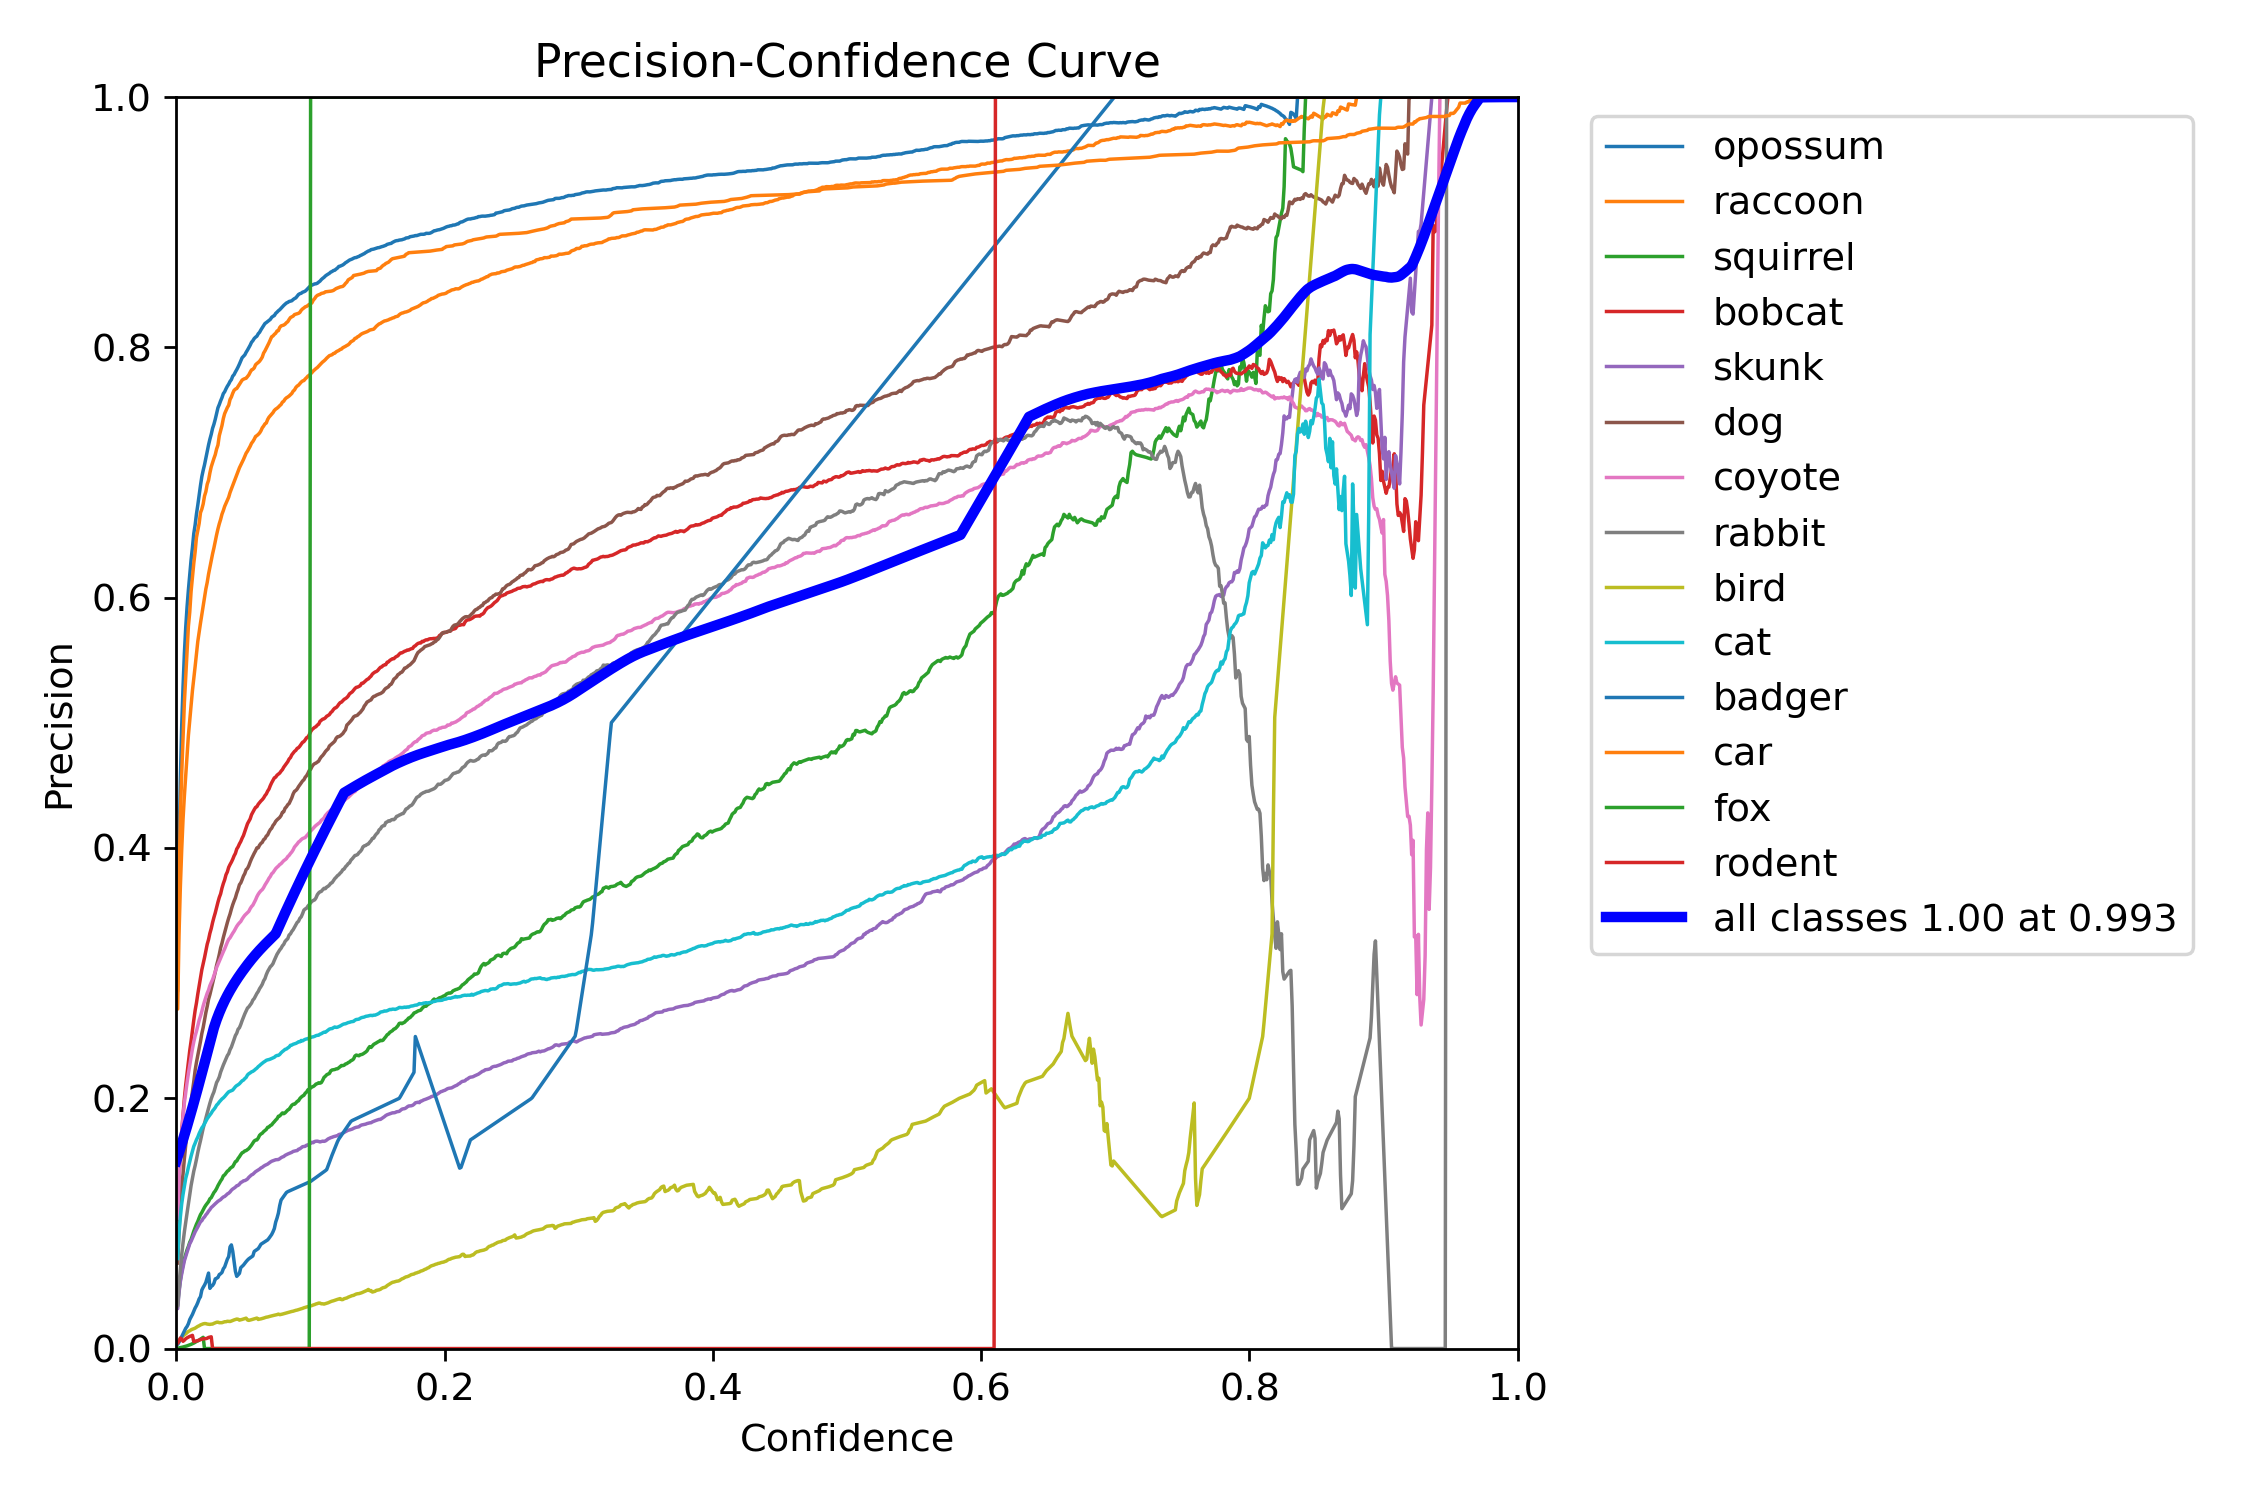 Precision-Confidence Curve
1.0
0.8
0.6
0.4
0.2
0.0
Precision
0.0 0.2 0.4 0.6 0.8 1.0
Confidence
opossum
raccoon
squirrel
bobcat
skunk
dog
coyote
rabbit
bird
cat
badger
car
fox
rodent
all classes 1.00 at 0.993